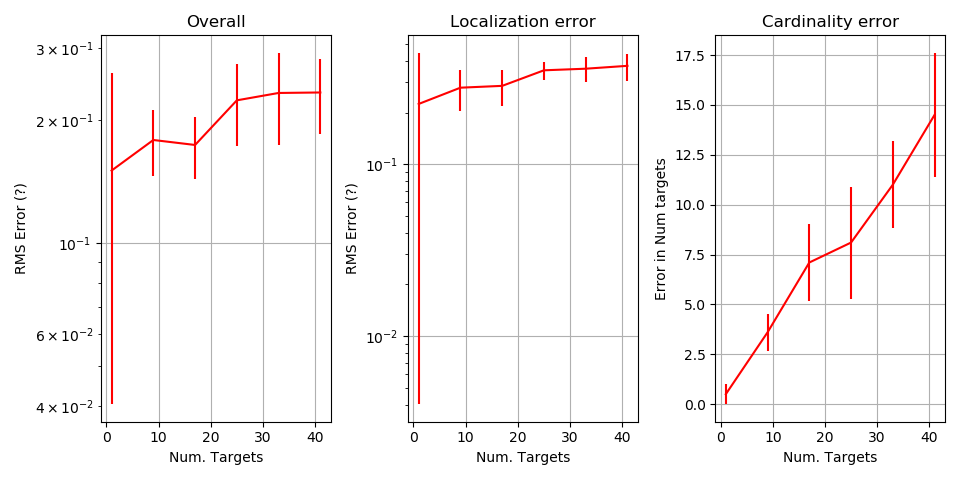 Overall
RMS Error (?)
3 × 10⁻¹
2 × 10⁻¹
10⁻¹
6 × 10⁻²
4 × 10⁻²
0 10 20 30 40
Num. Targets
Localization error
RMS Error (?)
10⁻¹
10⁻²
0 10 20 30 40
Num. Targets
Cardinality error
Error in Num targets
17.5
15.0
12.5
10.0
7.5
5.0
2.5
0.0
0 10 20 30 40
Num. Targets